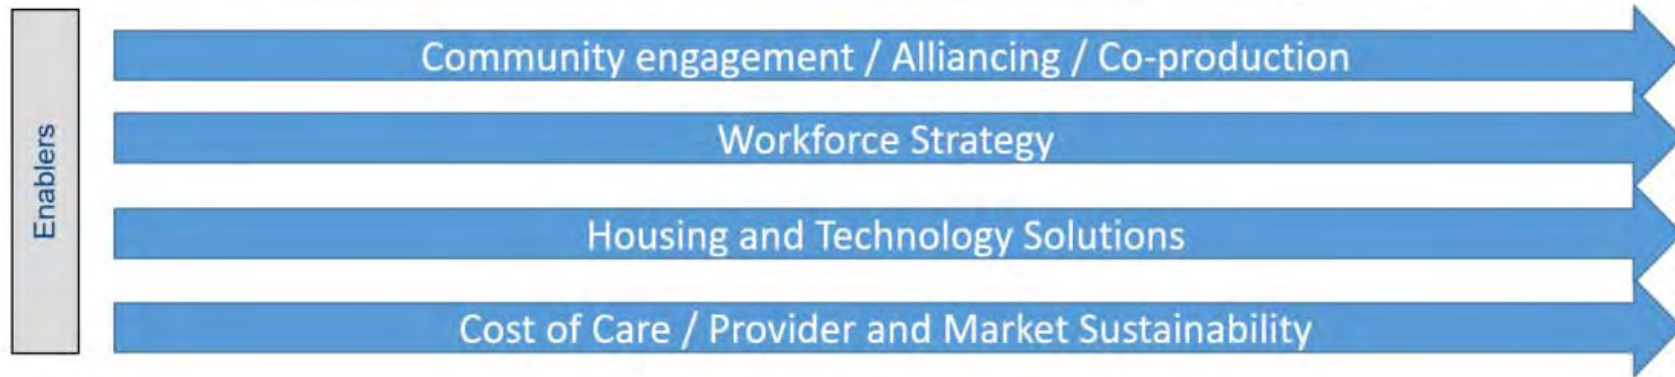 Enablers
Community engagement / Alliancing / Co-production
Workforce Strategy
Housing and Technology Solutions
Cost of Care / Provider and Market Sustainability